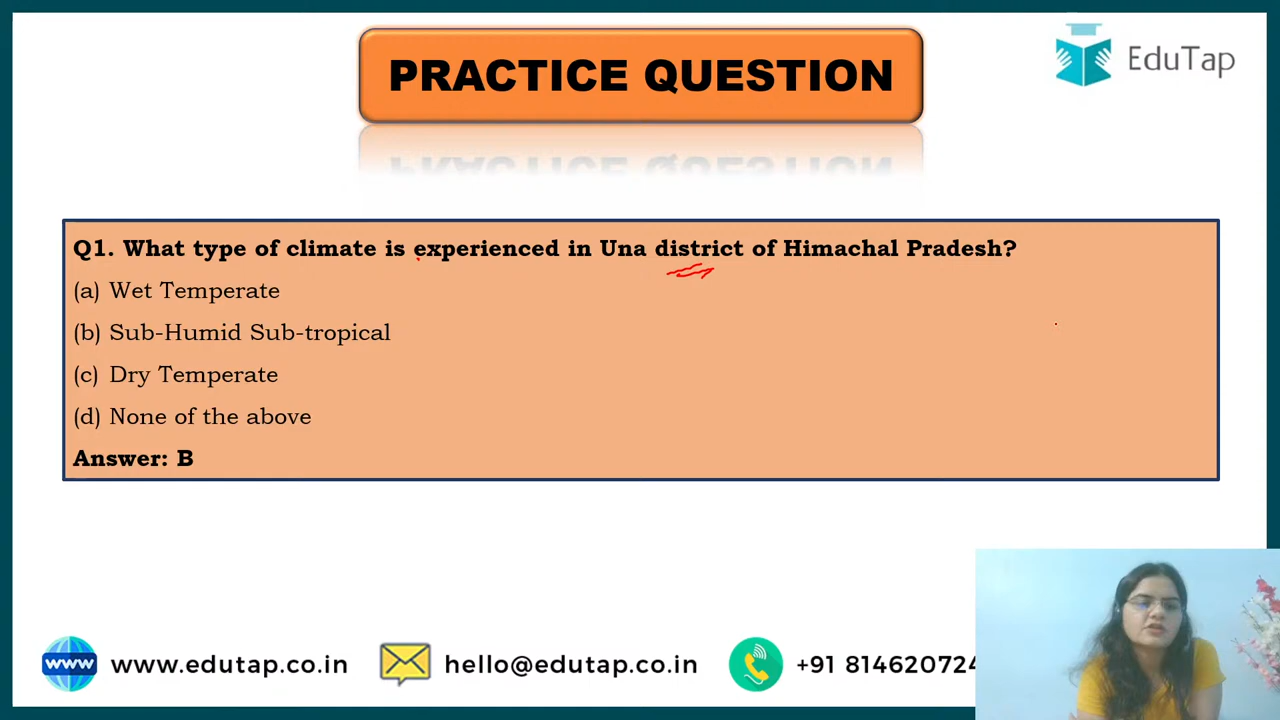 PRACTICE QUESTION
EduTap
Q1. What type of climate is experienced in Una district of Himachal Pradesh?
(a) Wet Temperate
(b) Sub-Humid Sub-tropical
(c) Dry Temperate
(d) None of the above
Answer: B
www www.edutap.co.in hello@edutap.co.in +91 814620724